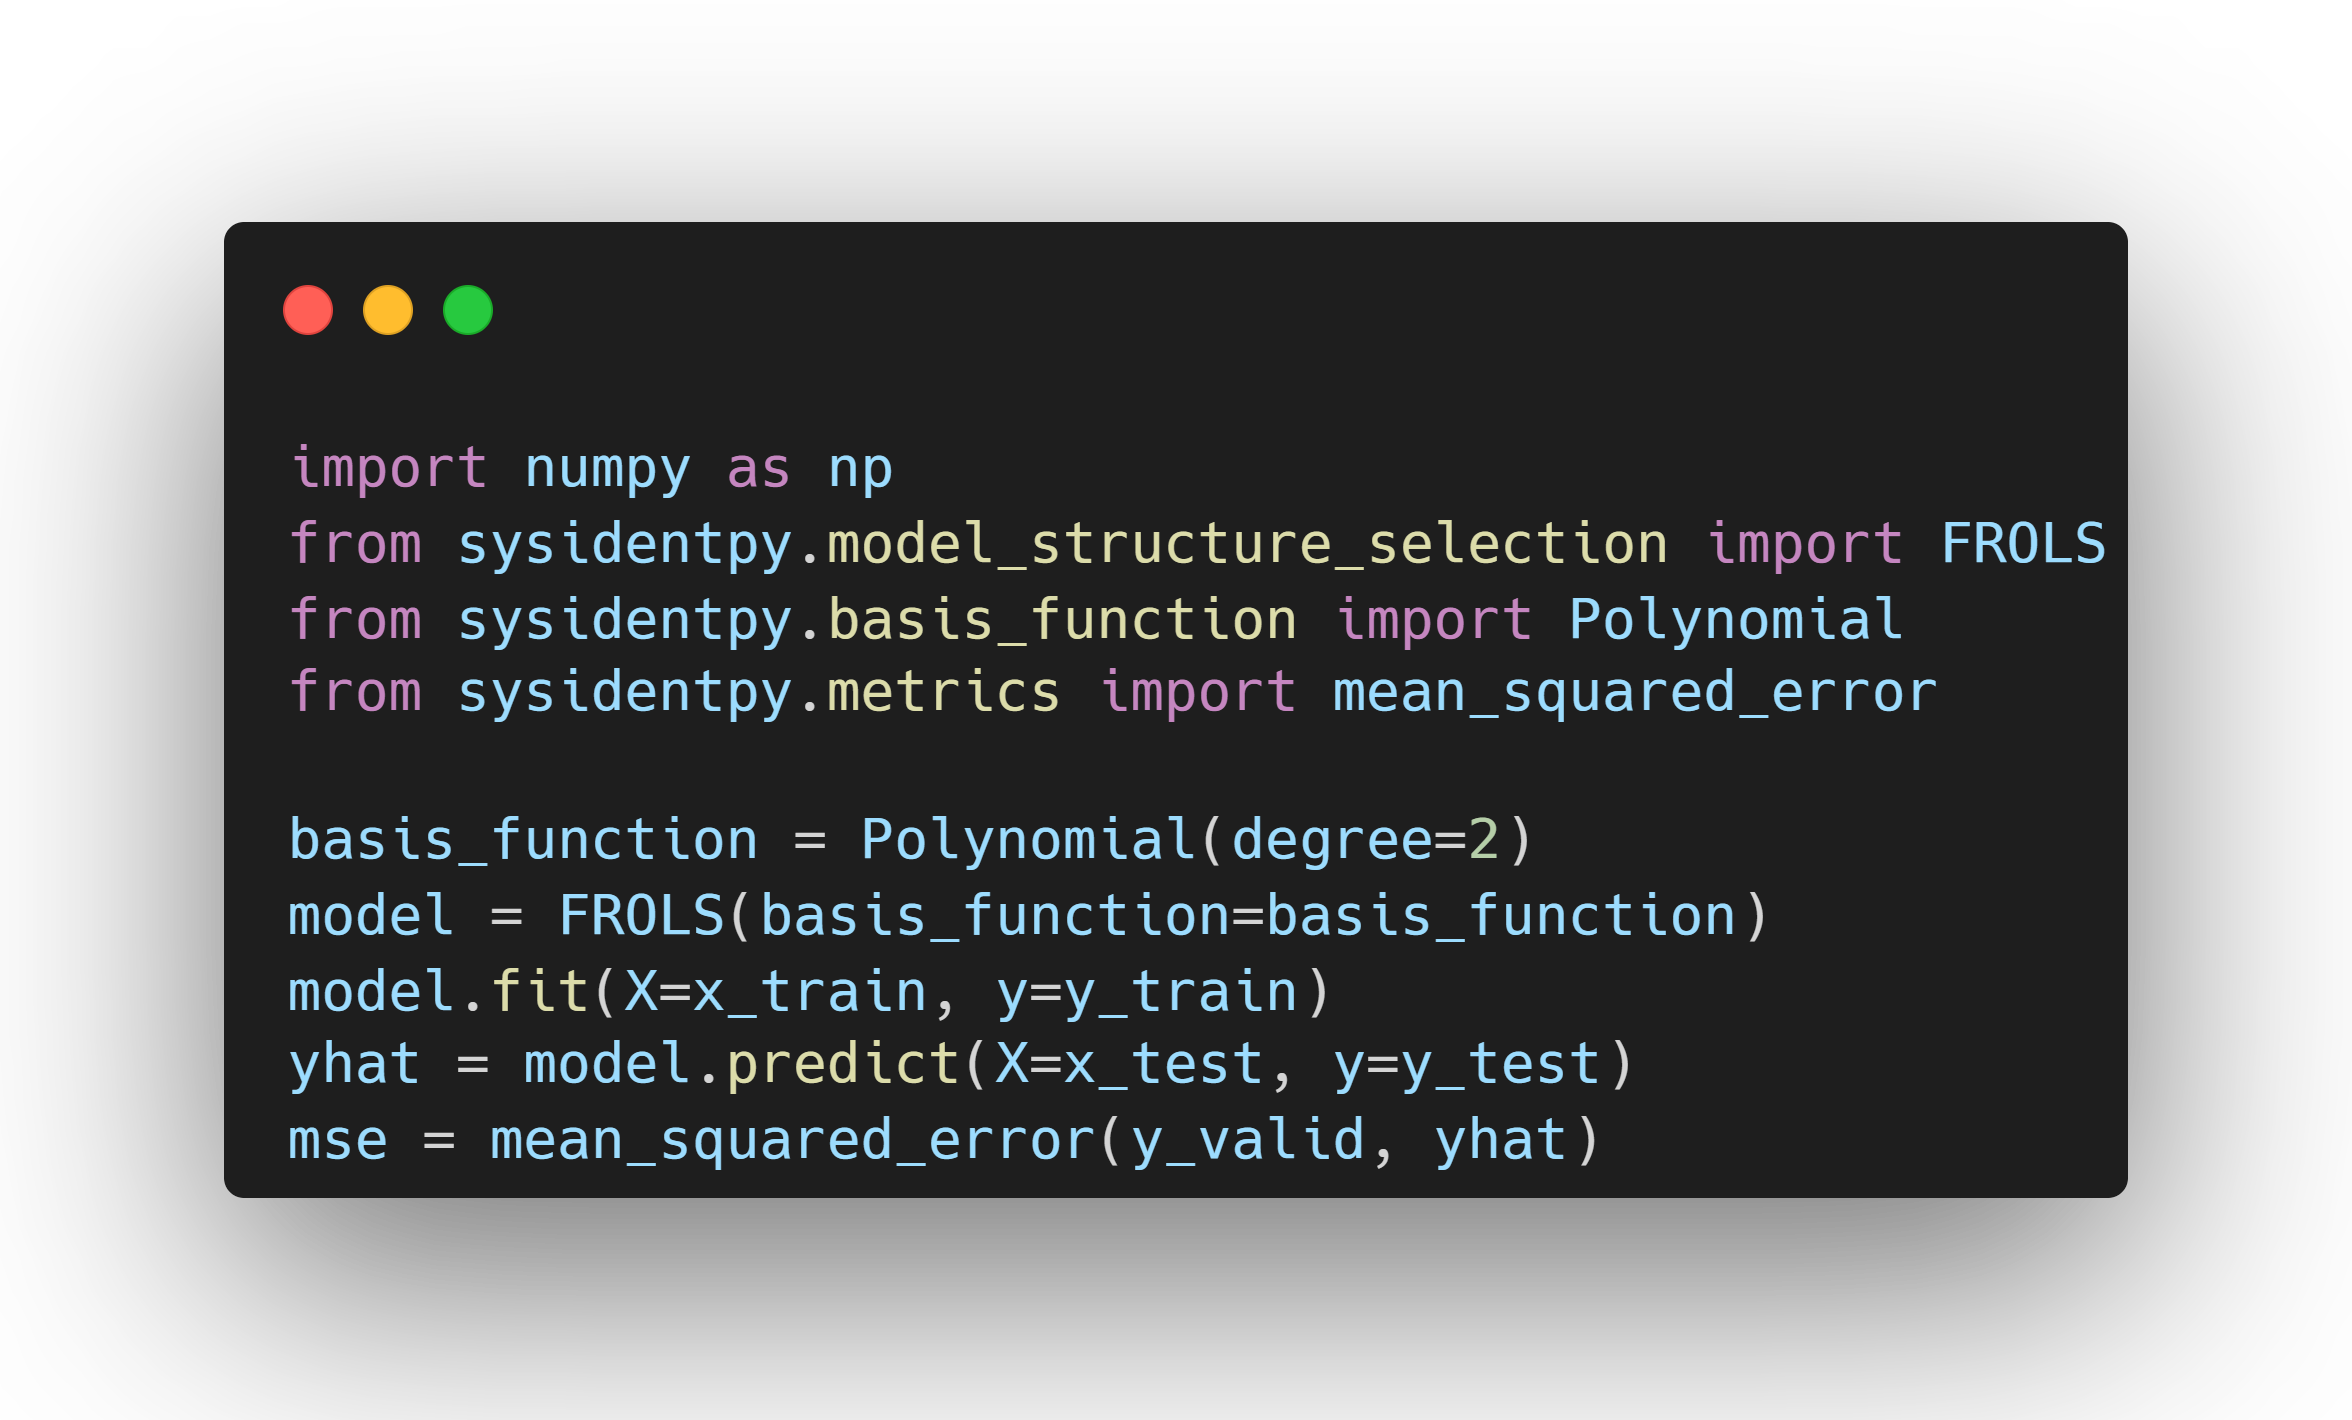 import numpy as np
from sysidentpy.model_structure_selection import FROLS
from sysidentpy.basis_function import Polynomial
from sysidentpy.metrics import mean_squared_error
basis_function = Polynomial(degree=2)
model = FROLS(basis_function=basis_function)
model.fit(X=x_train, y=y_train)
yhat = model.predict(X=x_test, y=y_test)
mse = mean_squared_error(y_valid, yhat)